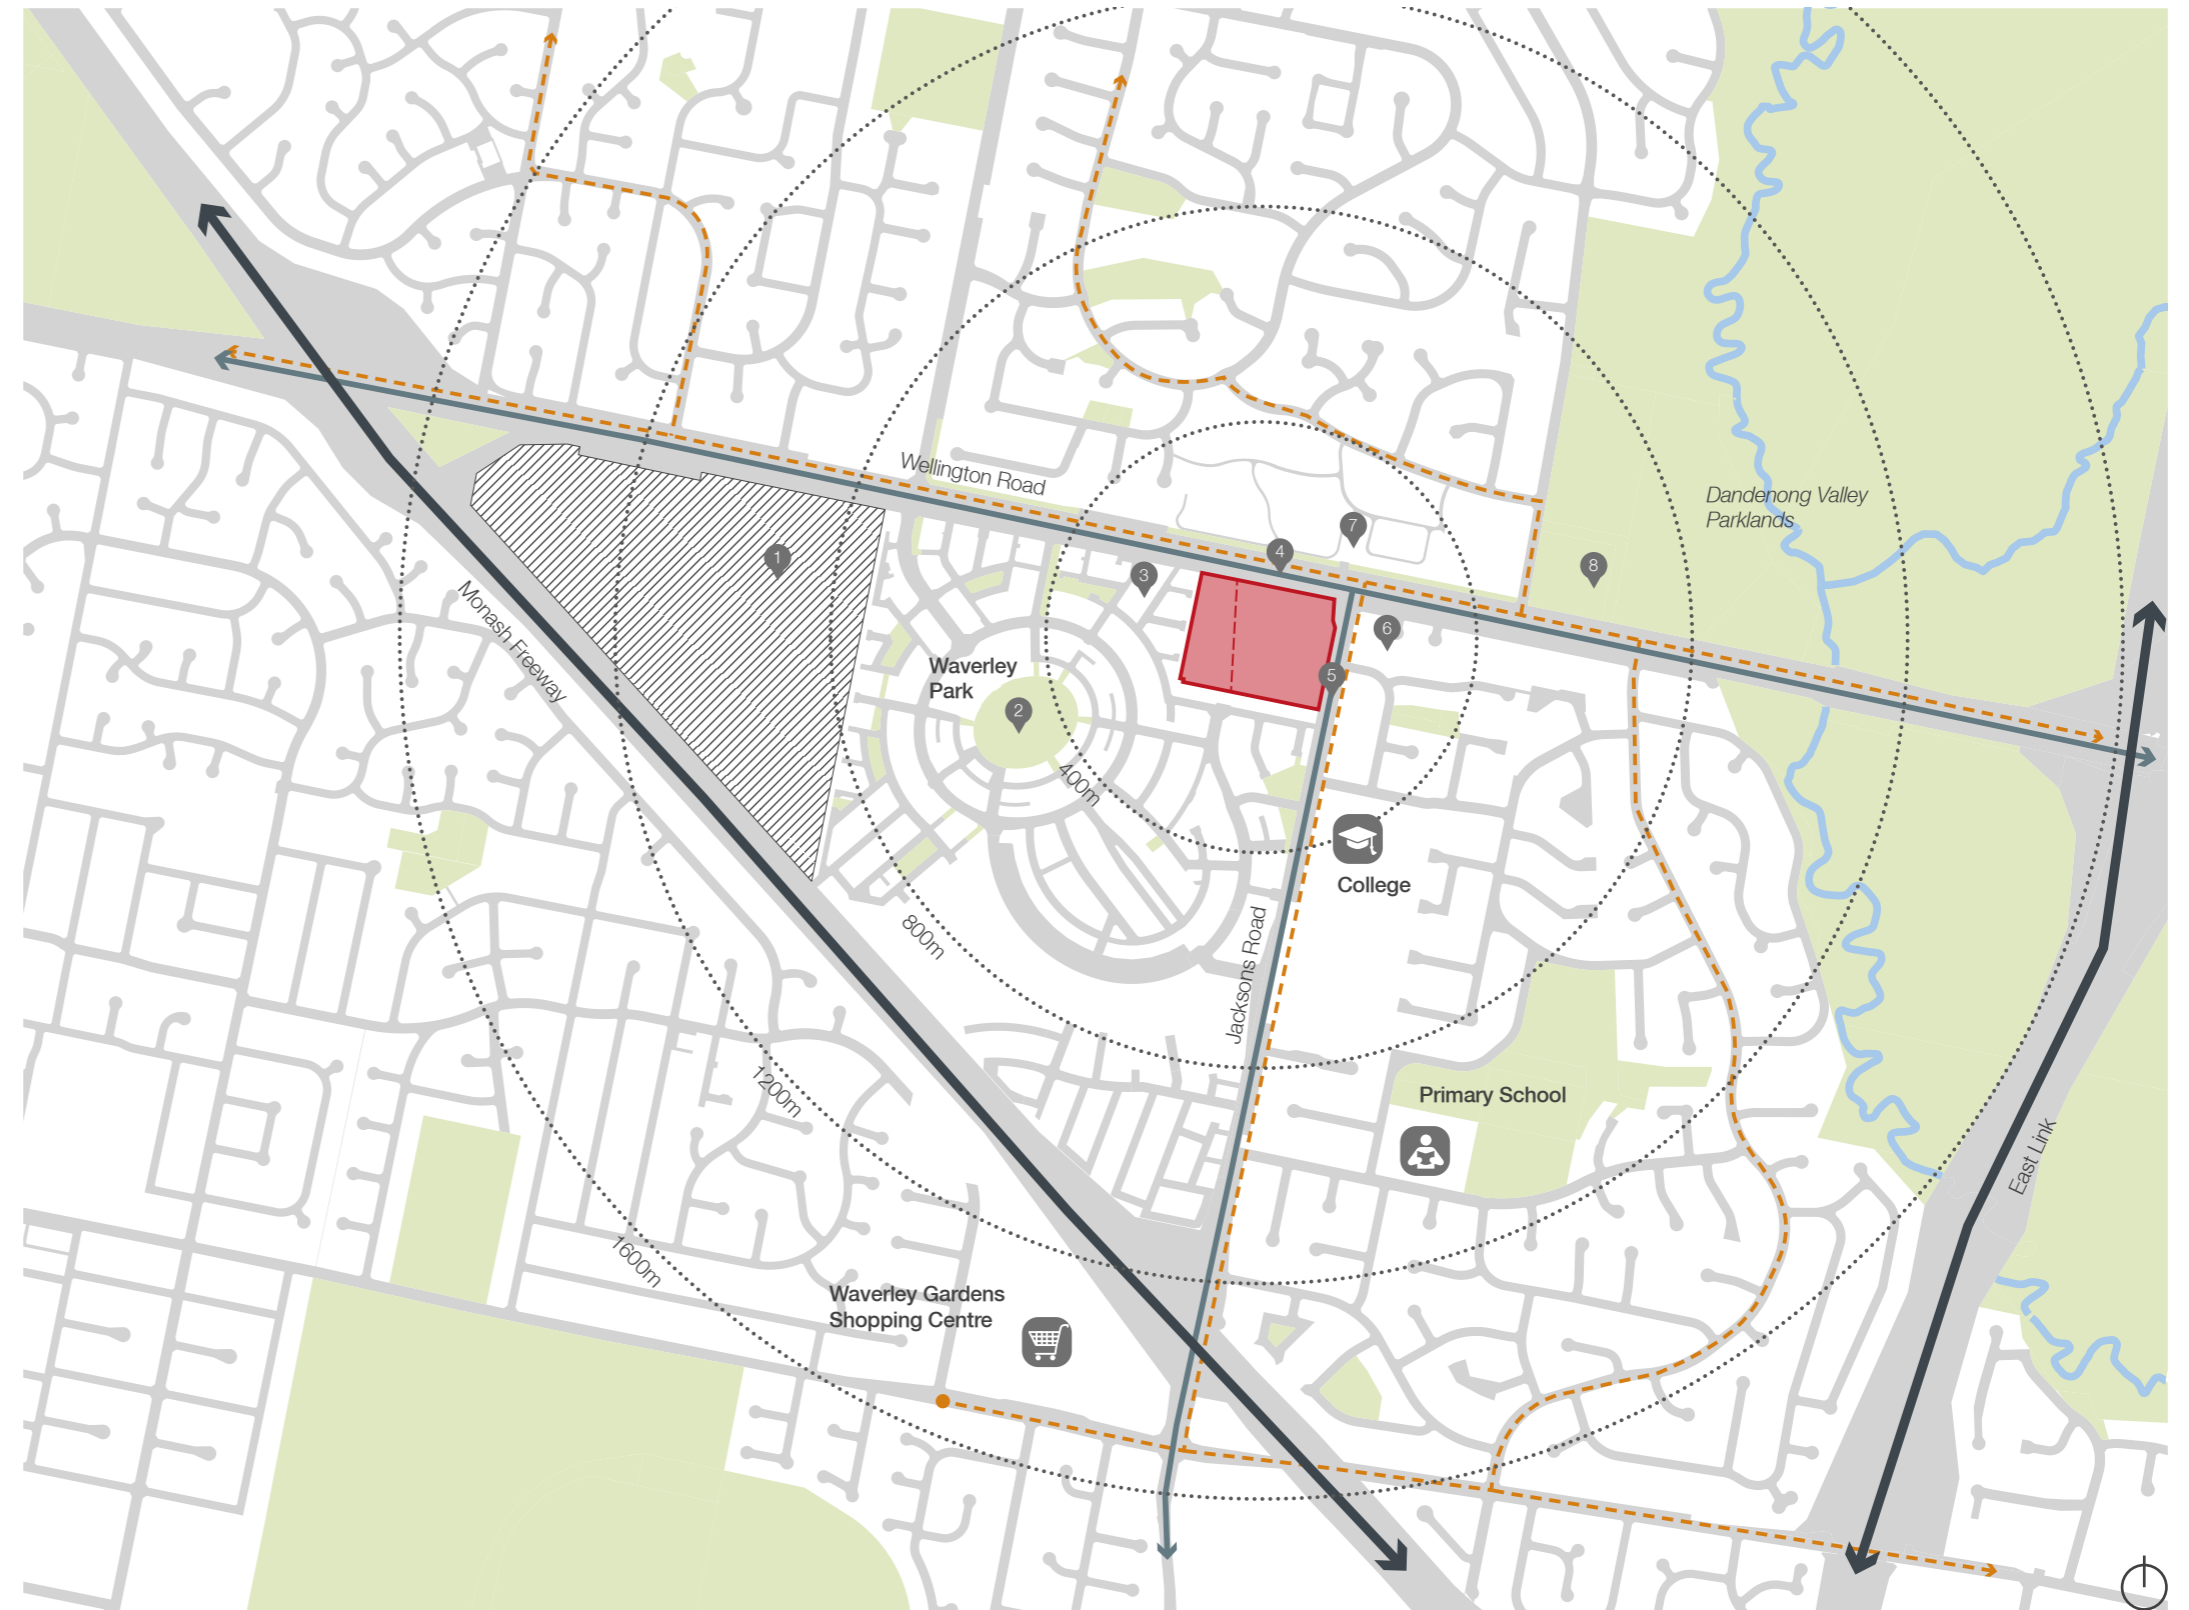 Wellington Road
Dandenong Valley
Parklands
7
4
1
3
8
Monash Freeway
6
Waverley
Park
5
2
400m
College
800m
Jacksons Road
1200m
Primary School
East Link
1600m
Waverley Gardens
Shopping Centre